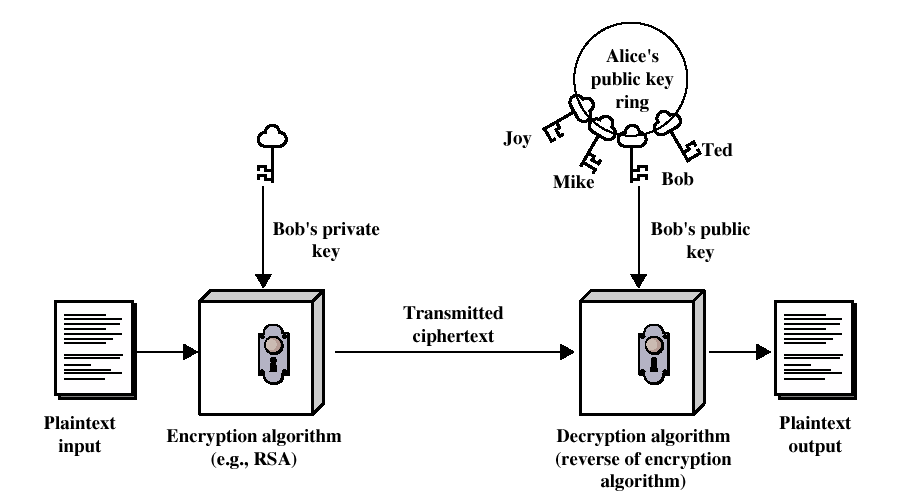 Alice's
public key
ring
Joy
Mike
Bob
Ted
Bob's private
key
Bob's public
key
Transmitted
ciphertext
Plaintext
input
Encryption algorithm
(e.g., RSA)
Decryption algorithm
(reverse of encryption
algorithm)
Plaintext
output